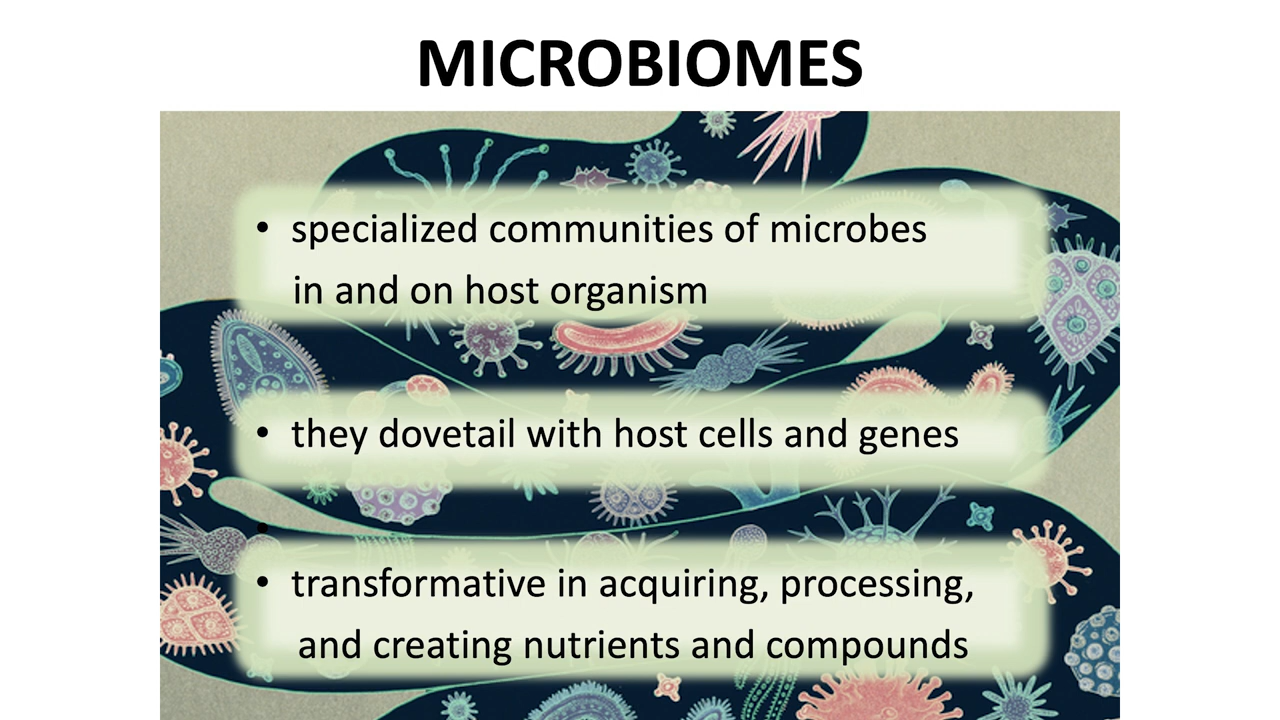 MICROBIOMES
• specialized communities of microbes
in and on host organism
• they dovetail with host cells and genes
•
• transformative in acquiring, processing,
and creating nutrients and compounds